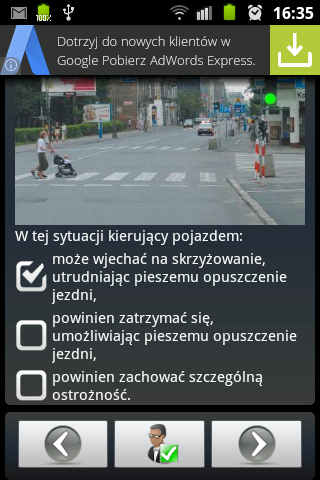 100%
16:35
Dotrzyj do nowych klientów w
Google Pobierz AdWords Express.
W tej sytuacji kierujący pojazdem:
może wjechać na skrzyżowanie,
utrudniając pieszemu opuszczenie
jezdni,
powinien zatrzymać się,
umożliwiając pieszemu opuszczenie
jezdni,
powinien zachować szczególną
ostrożność.